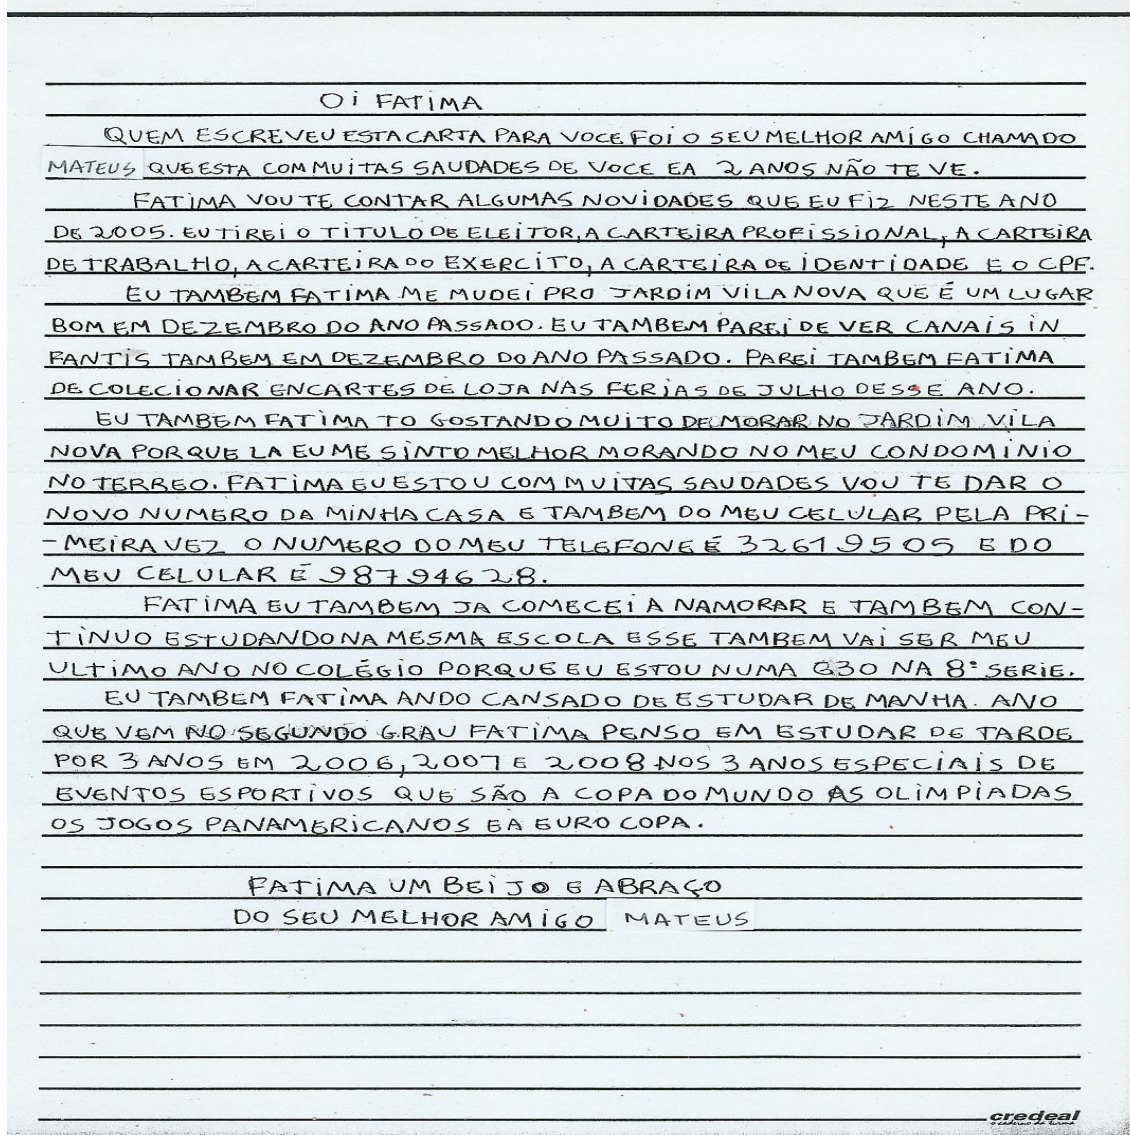 OI FATIMA
QUEM ESCREVEU ESTA CARTA PARA VOCE FOI O SEU MELHOR AMIGO CHAMADO
MATEUS QUE ESTA COM MUITAS SAUDADES DE VOCE EA 2 ANOS NÃO TE VE.
FATIMA VOU TE CONTAR ALGUMAS NOVIDADES QUE EU FIZ NESTE ANO
DE 2005. EU TIREI O TITULO DE ELEITOR, A CARTEIRA PROFISSIONAL, A CARTEIRA
DE TRABALHO, A CARTEIRA DO EXERCITO, A CARTEIRA DE IDENTIDADE E O CPF.
EU TAMBEM FATIMA ME MUDEI PRO JARDIM VILA NOVA QUE É UM LUGAR
BOM EM DEZEMBRO DO ANO PASSADO. EU TAMBEM PAREI DE VER CANAIS IN
FANTIS TAMBEM EM DEZEMBRO DO ANO PASSADO. PAREI TAMBEM FATIMA
DE COLECIONAR ENCARTES DE LOJA NAS FERIAS DE JULHO DESSE ANO.
EU TAMBEM FATIMA TO GOSTANDO MUITO DE MORAR NO JARDIM VILA
NOVA PORQUE LA EU ME SINTO MELHOR MORANDO NO MEU CONDOMINIO
NO TERREO. FATIMA EU ESTOU COM MUITAS SAUDADES VOU TE DAR O
NOVO NUMERO DA MINHA CASA E TAMBEM DO MEU CELULAR PELA PRI-
-MEIRA VEZ O NUMERO DO MEU TELEFONE É 32619505 E DO
MEU CELULAR É 98794628.
FATIMA EU TAMBEM JA COMECEI A NAMORAR E TAMBEM CON-
TINUO ESTUDANDO NA MESMA ESCOLA ESSE TAMBEM VAI SER MEU
ULTIMO ANO NO COLÉGIO PORQUE EU ESTOU NUMA 830 NA 8ª SERIE.
EU TAMBEM FATIMA ANDO CANSADO DE ESTUDAR DE MANHA. ANO
QUE VEM NO SEGUNDO GRAU FATIMA PENSO EM ESTUDAR DE TARDE
POR 3 ANOS EM 2006, 2007 E 2008 NOS 3 ANOS ESPECIAIS DE
EVENTOS ESPORTIVOS QUE SÃO A COPA DO MUNDO AS OLIMPIADAS
OS JOGOS PANAMERICANOS EA EURO COPA.
FATIMA UM BEIJO E ABRAÇO
DO SEU MELHOR AMIGO MATEUS
credeal